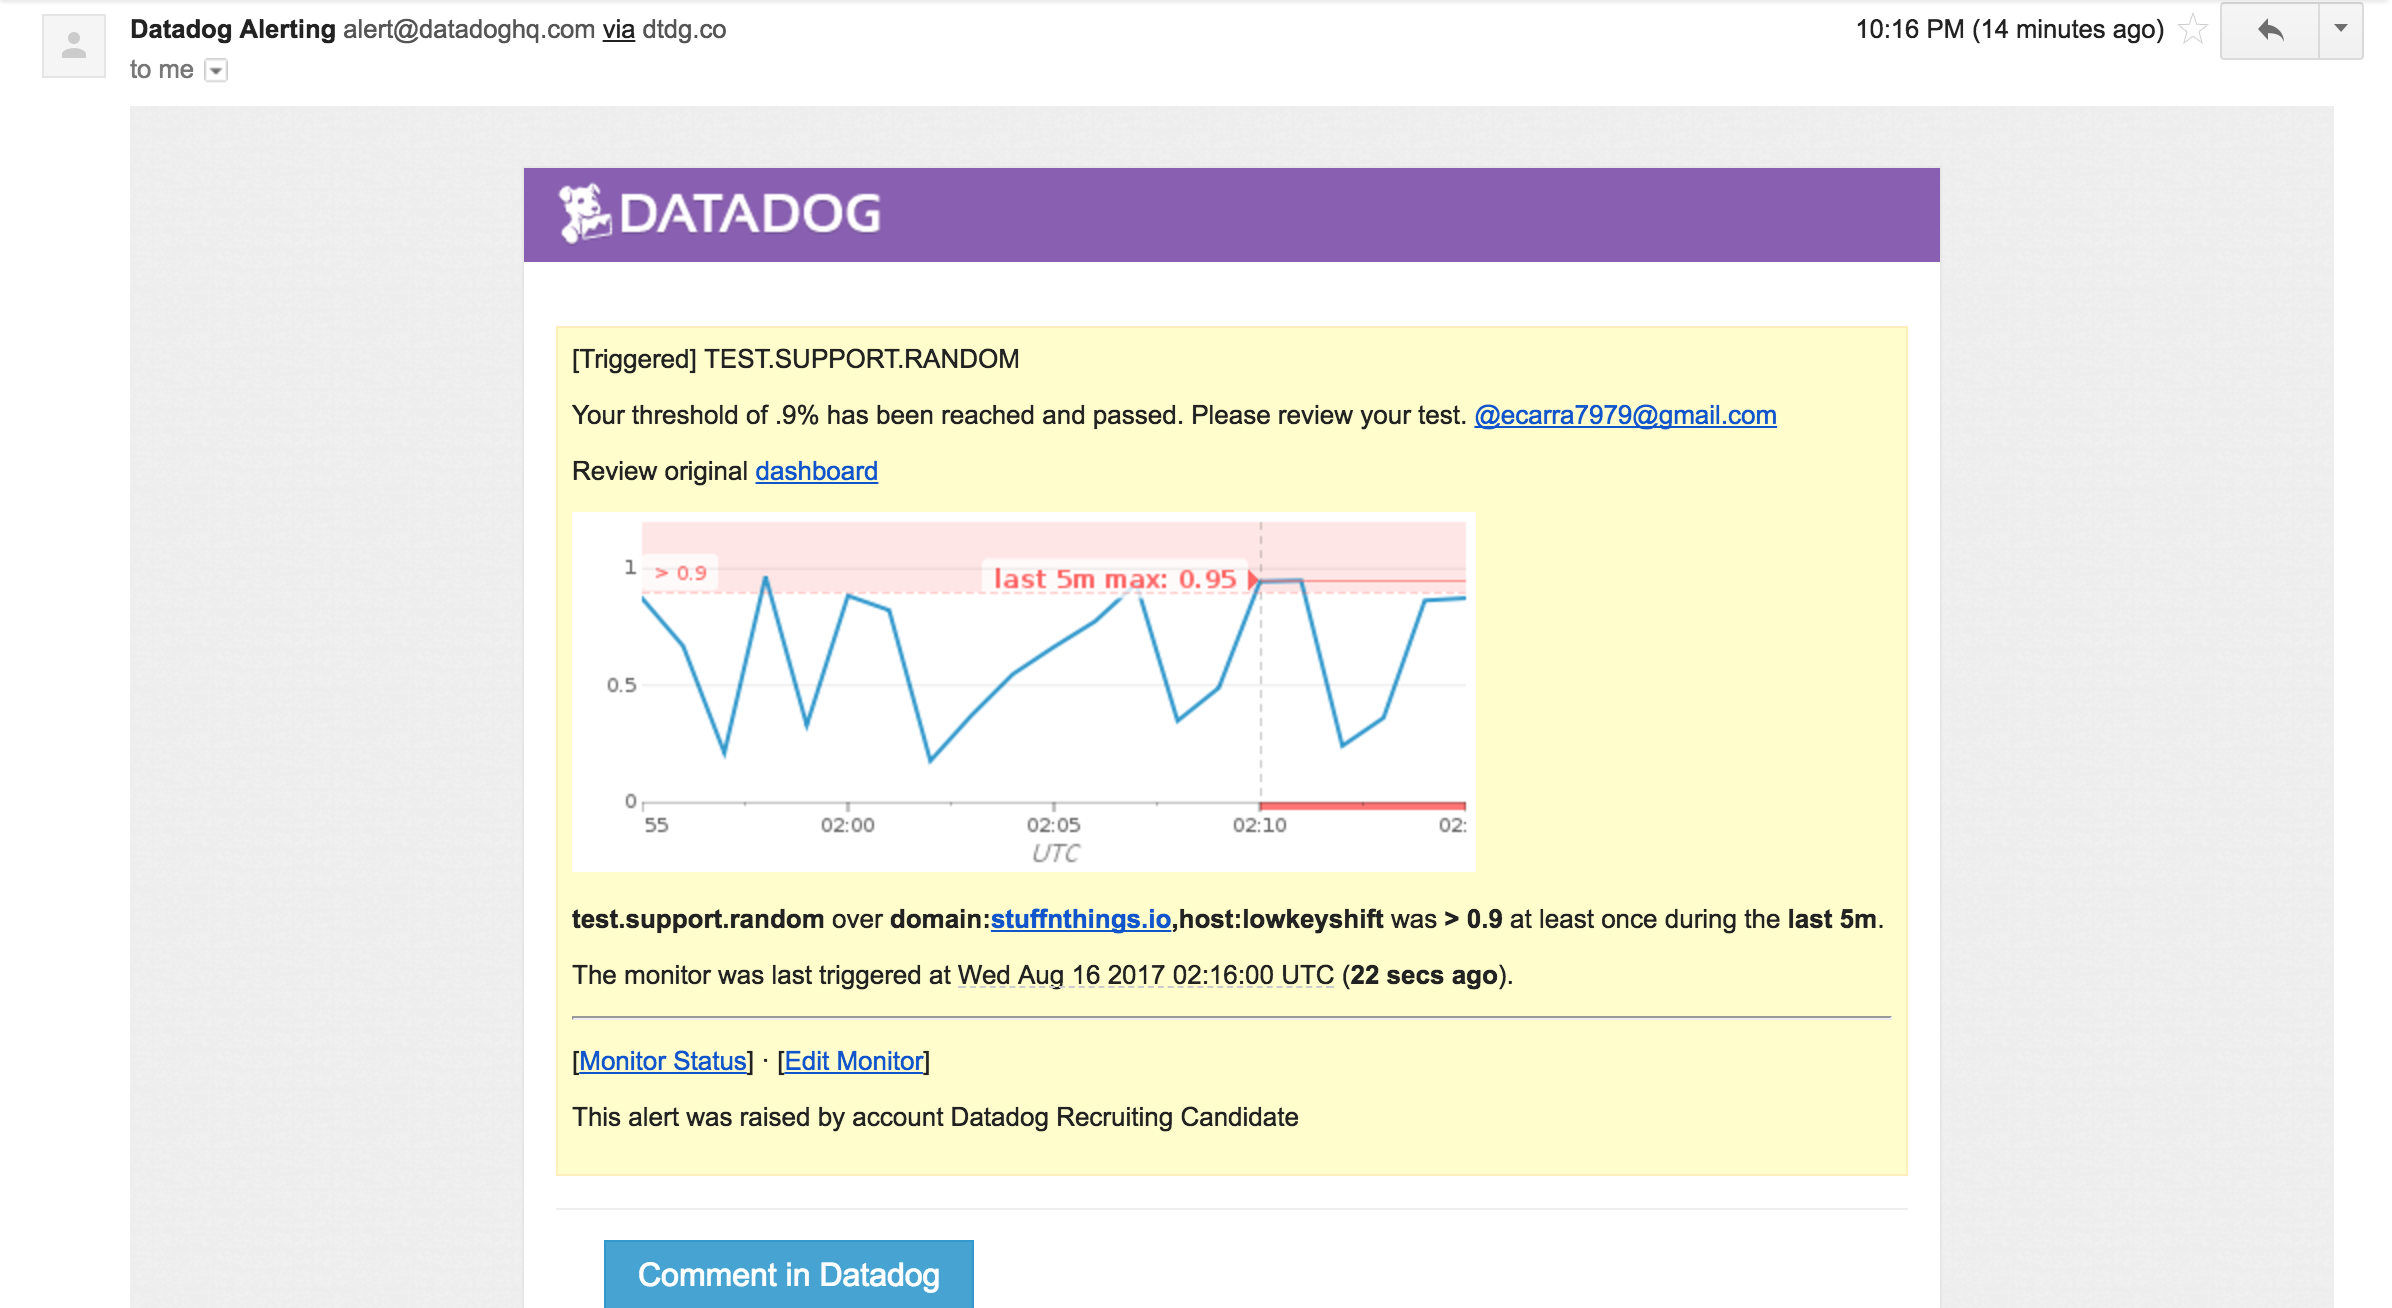 Datadog Alerting alert@datadoghq.com via dtdg.co
10:16 PM (14 minutes ago)
to me
DATADOG
[Triggered] TEST.SUPPORT.RANDOM
Your threshold of .9% has been reached and passed. Please review your test. @ecarra7979@gmail.com
Review original dashboard
1
> 0.9
last 5m max: 0.95
0.5
0
55 02:00 02:05 02:10 02:
UTC
test.support.random over domain:stuffnthings.io,host:lowkeyshift was > 0.9 at least once during the last 5m.
The monitor was last triggered at Wed Aug 16 2017 02:16:00 UTC (22 secs ago).
[Monitor Status] · [Edit Monitor]
This alert was raised by account Datadog Recruiting Candidate
Comment in Datadog